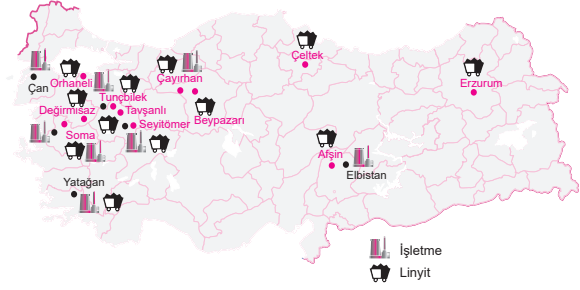 Çeltek
Çayırhan
Erzurum
Orhaneli
Çan
Tunçbilek
Değirmisaz
Tavşanlı
Beypazarı
Seyitömer
Soma
Afşin
Elbistan
Yatağan
İşletme
Linyit